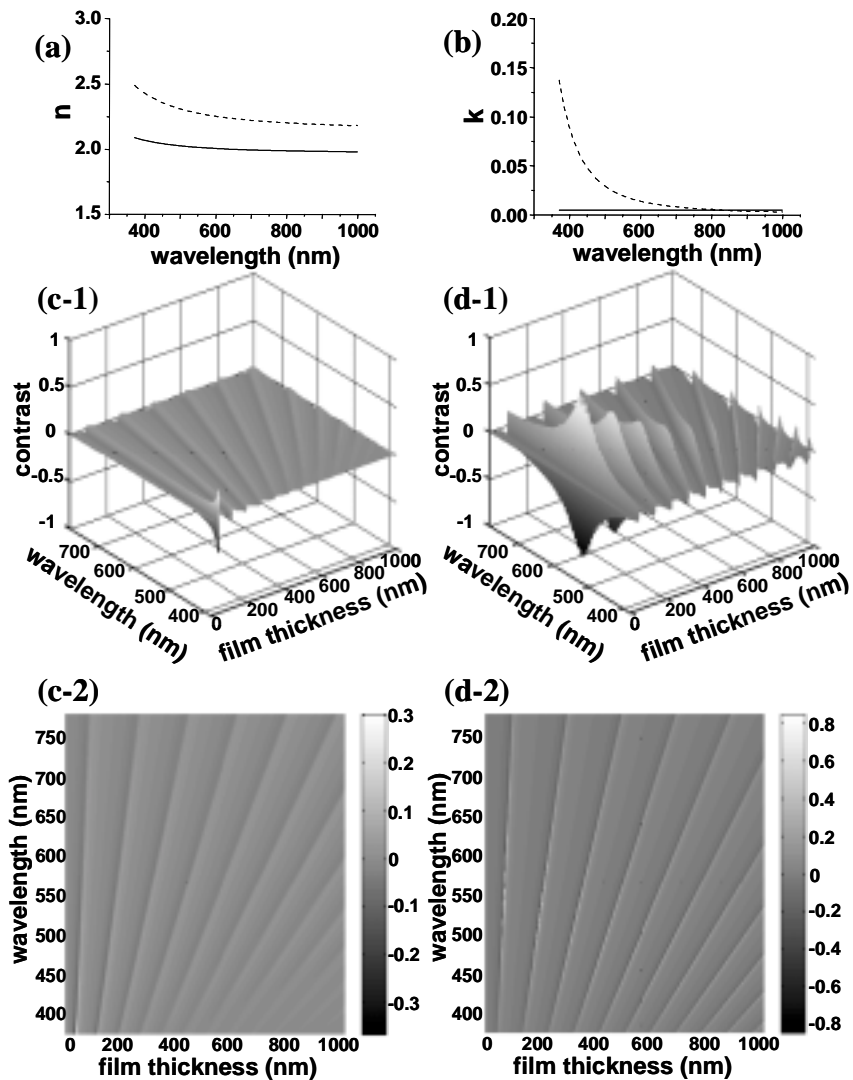 (a)
3.0
2.5
2.0
1.5
n
400 600 800 1000
wavelength (nm)
(b)
0.20
0.15
0.10
0.05
0.00
k
400 600 800 1000
wavelength (nm)
(c-1)
1
0.5
0
-0.5
-1
contrast
700
600
500
400
wavelength (nm)
0
200
400
600
800
1000
film thickness (nm)
(d-1)
1
0.5
0
-0.5
-1
contrast
700
600
500
400
wavelength (nm)
0
200
400
600
800
1000
film thickness (nm)
(c-2)
750
700
650
600
550
500
450
400
wavelength (nm)
0 200 400 600 800 1000
film thickness (nm)
0.3
0.2
0.1
0
-0.1
-0.2
-0.3
(d-2)
750
700
650
600
550
500
450
400
wavelength (nm)
0 200 400 600 800 1000
film thickness (nm)
0.8
0.6
0.4
0.2
0
-0.2
-0.4
-0.6
-0.8